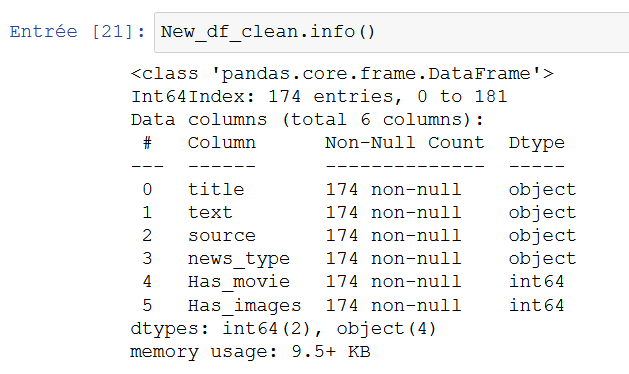 Entrée [21]: New_df_clean.info()
<class 'pandas.core.frame.DataFrame'>
Int64Index: 174 entries, 0 to 181
Data columns (total 6 columns):
 #   Column      Non-Null Count  Dtype
---  ------      --------------  -----
 0   title       174 non-null    object
 1   text        174 non-null    object
 2   source      174 non-null    object
 3   news_type   174 non-null    object
 4   Has_movie   174 non-null    int64
 5   Has_images  174 non-null    int64
dtypes: int64(2), object(4)
memory usage: 9.5+ KB